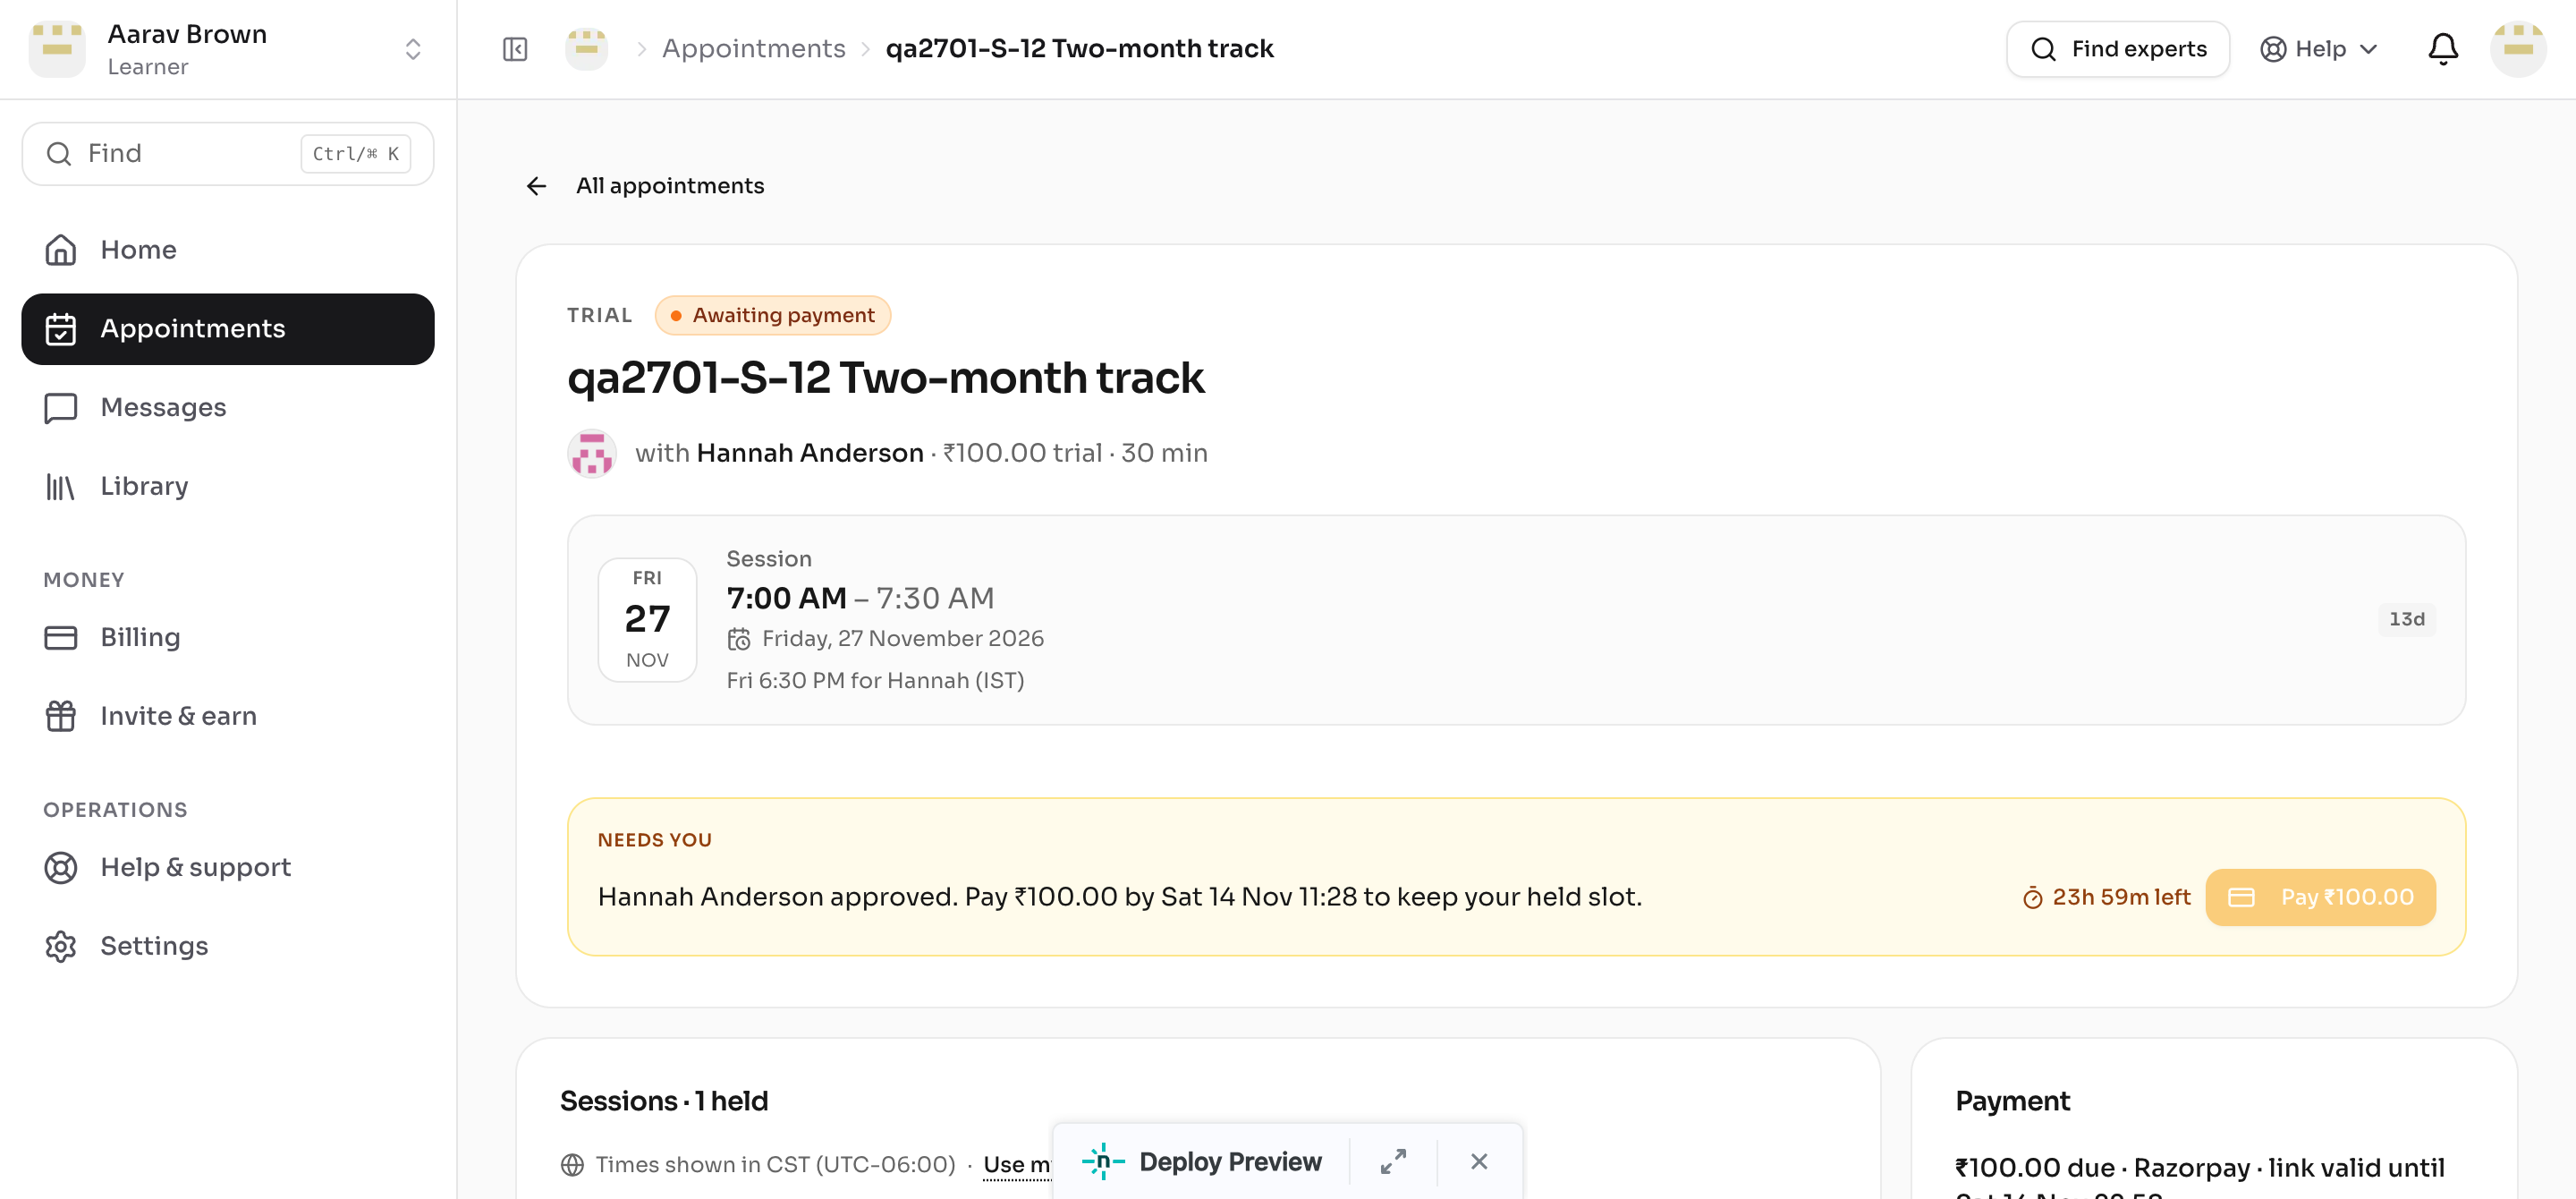 Aarav Brown
Learner
Find
Ctrl/⌘ K
Home
Appointments
Messages
Library
MONEY
Billing
Invite & earn
OPERATIONS
Help & support
Settings
Appointments
qa2701-S-12 Two-month track
Find experts
Help
All appointments
TRIAL
Awaiting payment
qa2701-S-12 Two-month track
with Hannah Anderson · ₹100.00 trial · 30 min
FRI
27
NOV
Session
7:00 AM – 7:30 AM
Friday, 27 November 2026
Fri 6:30 PM for Hannah (IST)
13d
NEEDS YOU
Hannah Anderson approved. Pay ₹100.00 by Sat 14 Nov 11:28 to keep your held slot.
23h 59m left
Pay ₹100.00
Sessions · 1 held
Times shown in CST (UTC-06:00) · Use
Deploy Preview
Payment
₹100.00 due · Razorpay · link valid until